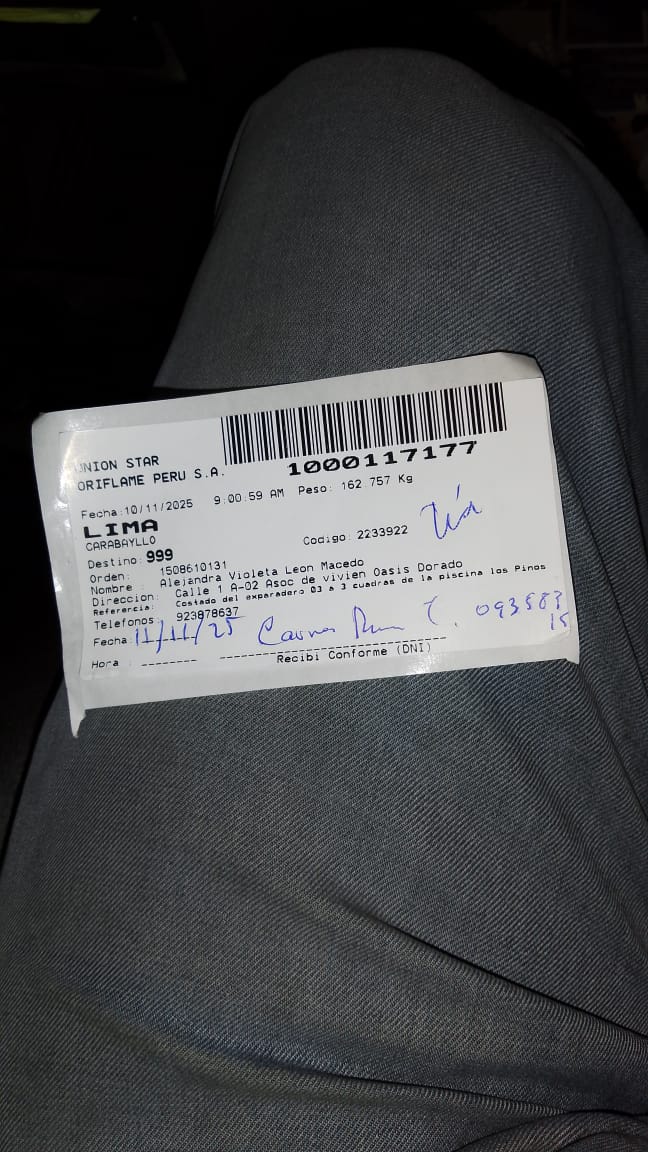 UNION STAR
ORIFLAME PERU S.A.
1000117177
Fecha:10/11/2025 9:00:59 AM Peso: 162.757 Kg
LIMA
CARABAYLLO
Destino: 999 Codigo: 2233922
Tía
Orden: 1508610131
Nombre : Alejandra Violeta Leon Macedo
Direccion: Calle 1 A-02 Asoc de vivien Oasis Dorado
Referercia: Costado del exparadero 03 a 3 cuadras de la piscina los Pinos
Telefonos: 923878637
Fecha 11/11/25
Hora : -------- Recibi Conforme (DNI)